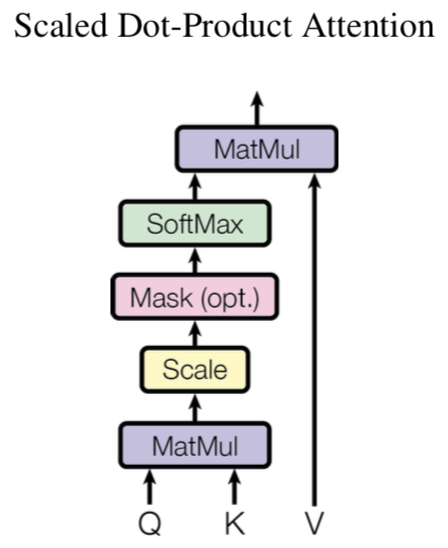 Scaled Dot-Product Attention
MatMul
SoftMax
Mask (opt.)
Scale
MatMul
Q K V